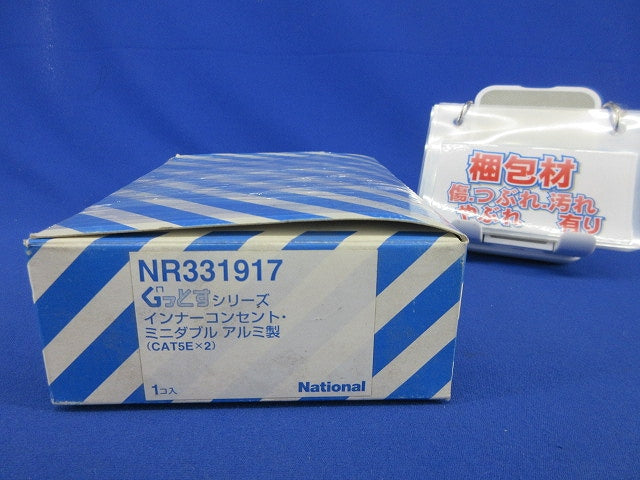 NR331917
ぐっとすシリーズ
インナーコンセント・
ミニダブル アルミ製
(CAT5E×2)
1コ入
National
梱包材
傷・つぶれ・汚れ
やぶれ 有り